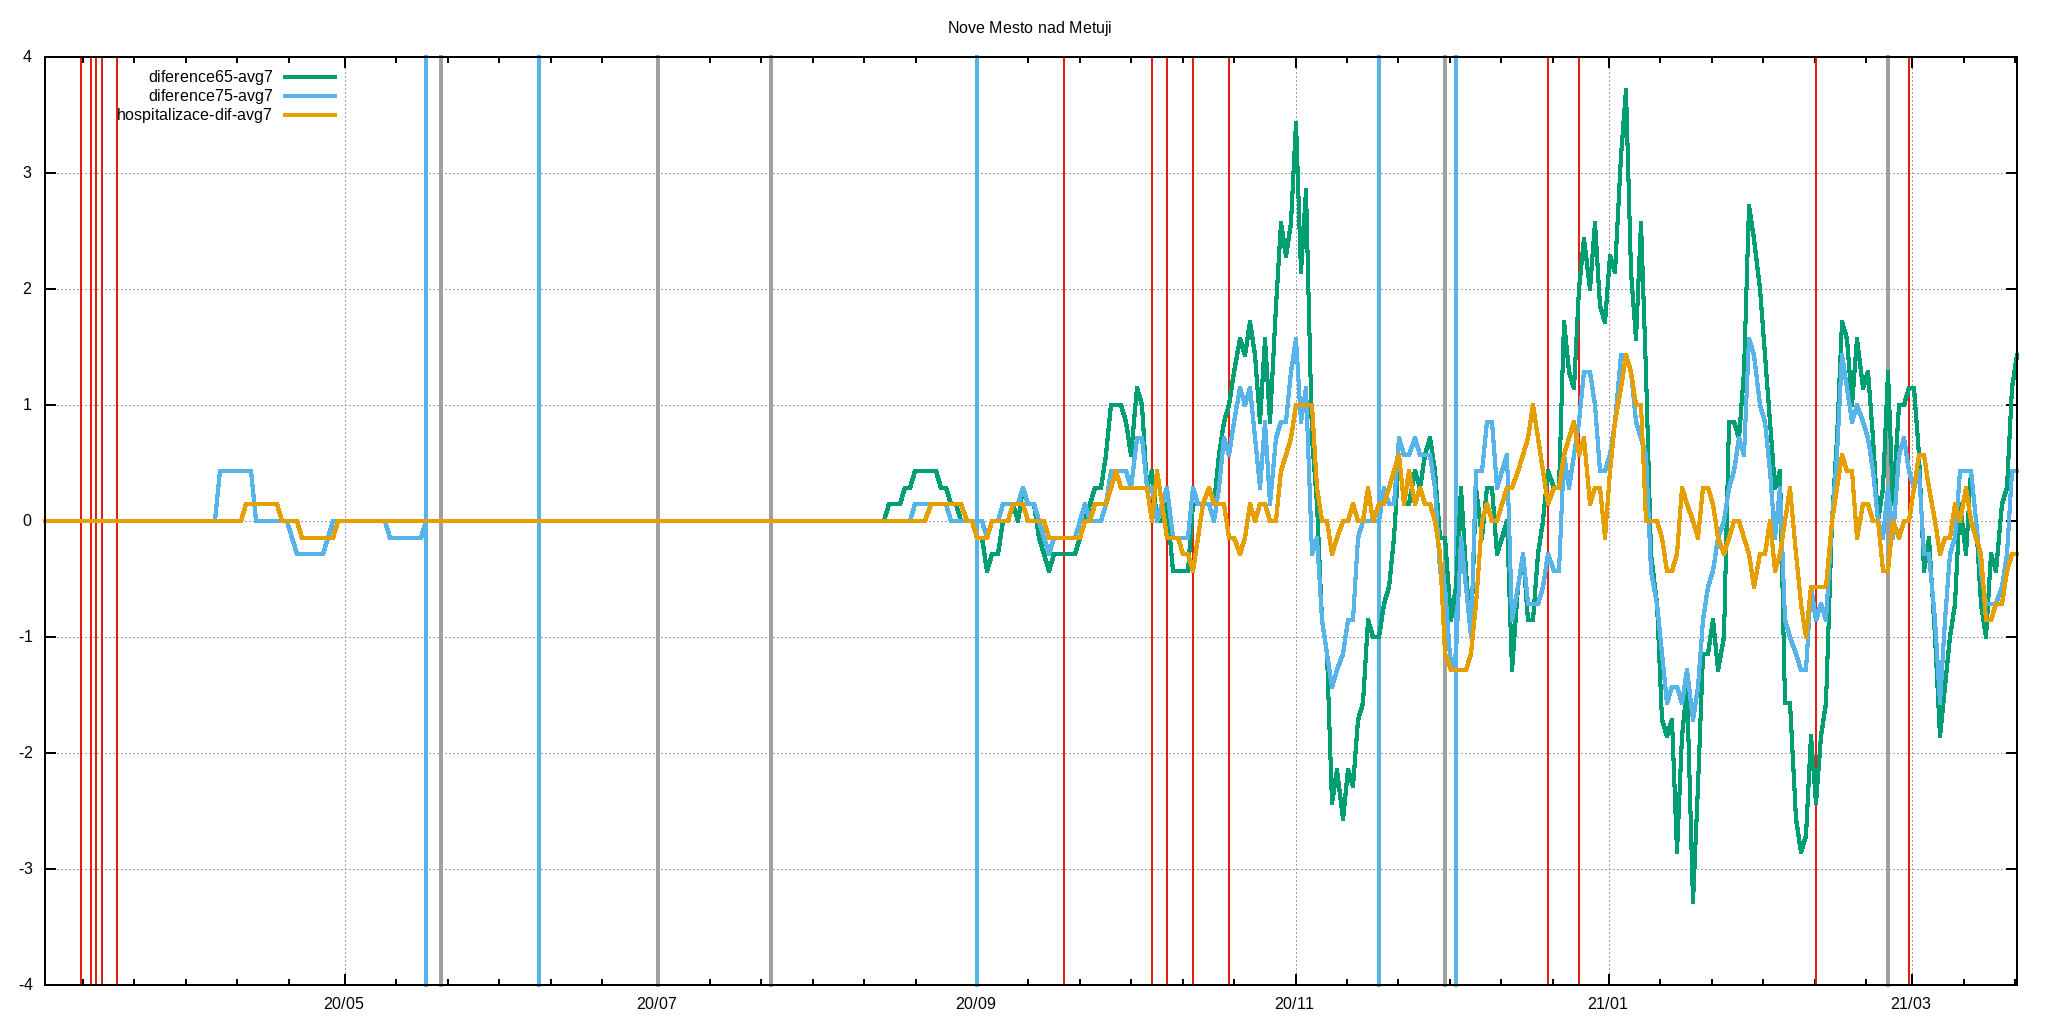 Nove Mesto nad Metuji
4
diference65-avg7
diference75-avg7
hospitalizace-dif-avg7
3
2
1
0
-1
-2
-3
-4
20/05 20/07 20/09 20/11 21/01 21/03